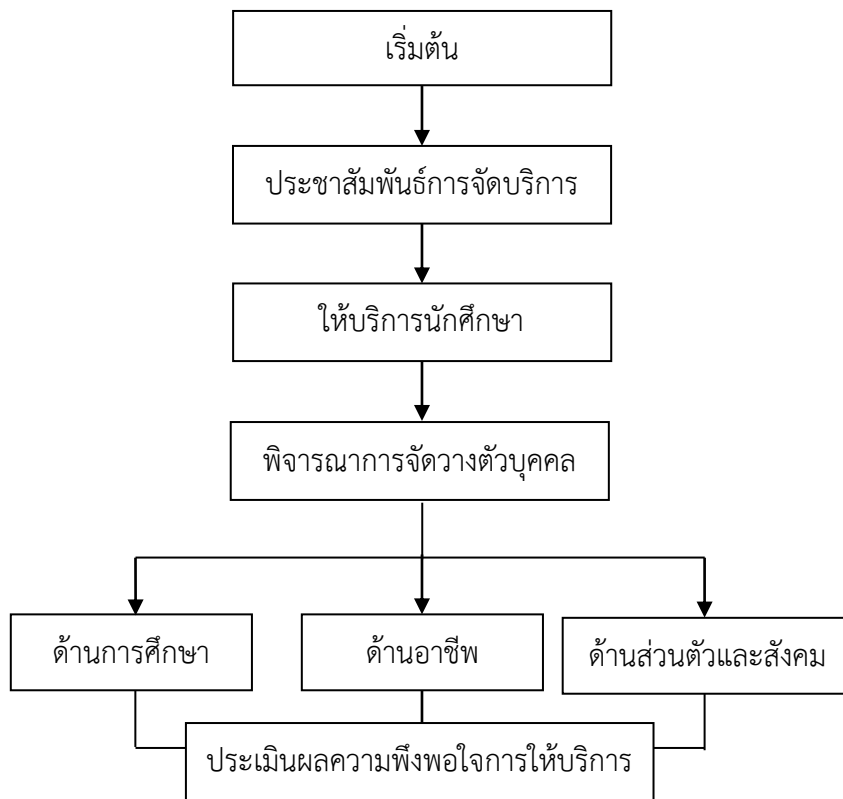 เริ่มต้น
ประชาสัมพันธ์การจัดบริการ
ให้บริการนักศึกษา
พิจารณาการจัดวางตัวบุคคล
ด้านการศึกษา
ด้านอาชีพ
ด้านส่วนตัวและสังคม
ประเมินผลความพึงพอใจการให้บริการ